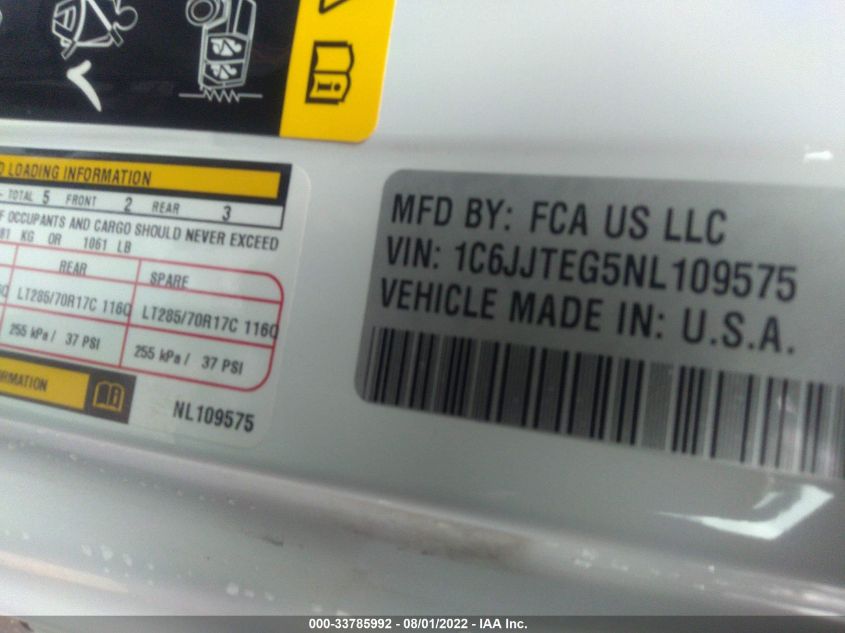 LOADING INFORMATION
TOTAL 5 FRONT 2 REAR 3
OF OCCUPANTS AND CARGO SHOULD NEVER EXCEED
KG OR 1061 LB
REAR SPARE
LT285/70R17C 116Q LT285/70R17C 116Q
255 kPa / 37 PSI 255 kPa / 37 PSI
NL109575
MFD BY: FCA US LLC
VIN: 1C6JJTEG5NL109575
VEHICLE MADE IN: U.S.A.
000-33785992 - 08/01/2022 - IAA Inc.